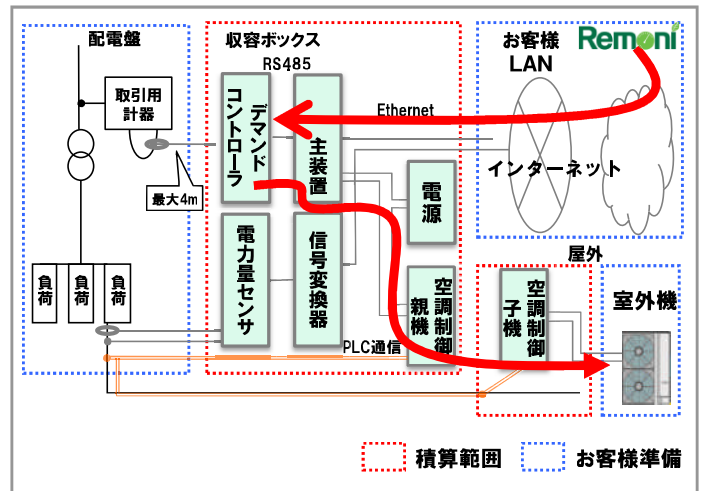 配電盤
収容ボックス
お客様
LAN
Remoni
RS485
取引用
計器
デマンド
コントローラ
主装置
Ethernet
インターネット
最大4m
電源
電力量センサ
信号変換器
屋外
負荷
負荷
負荷
空調制御
親機
空調制御
子機
室外機
PLC通信
積算範囲
お客様準備